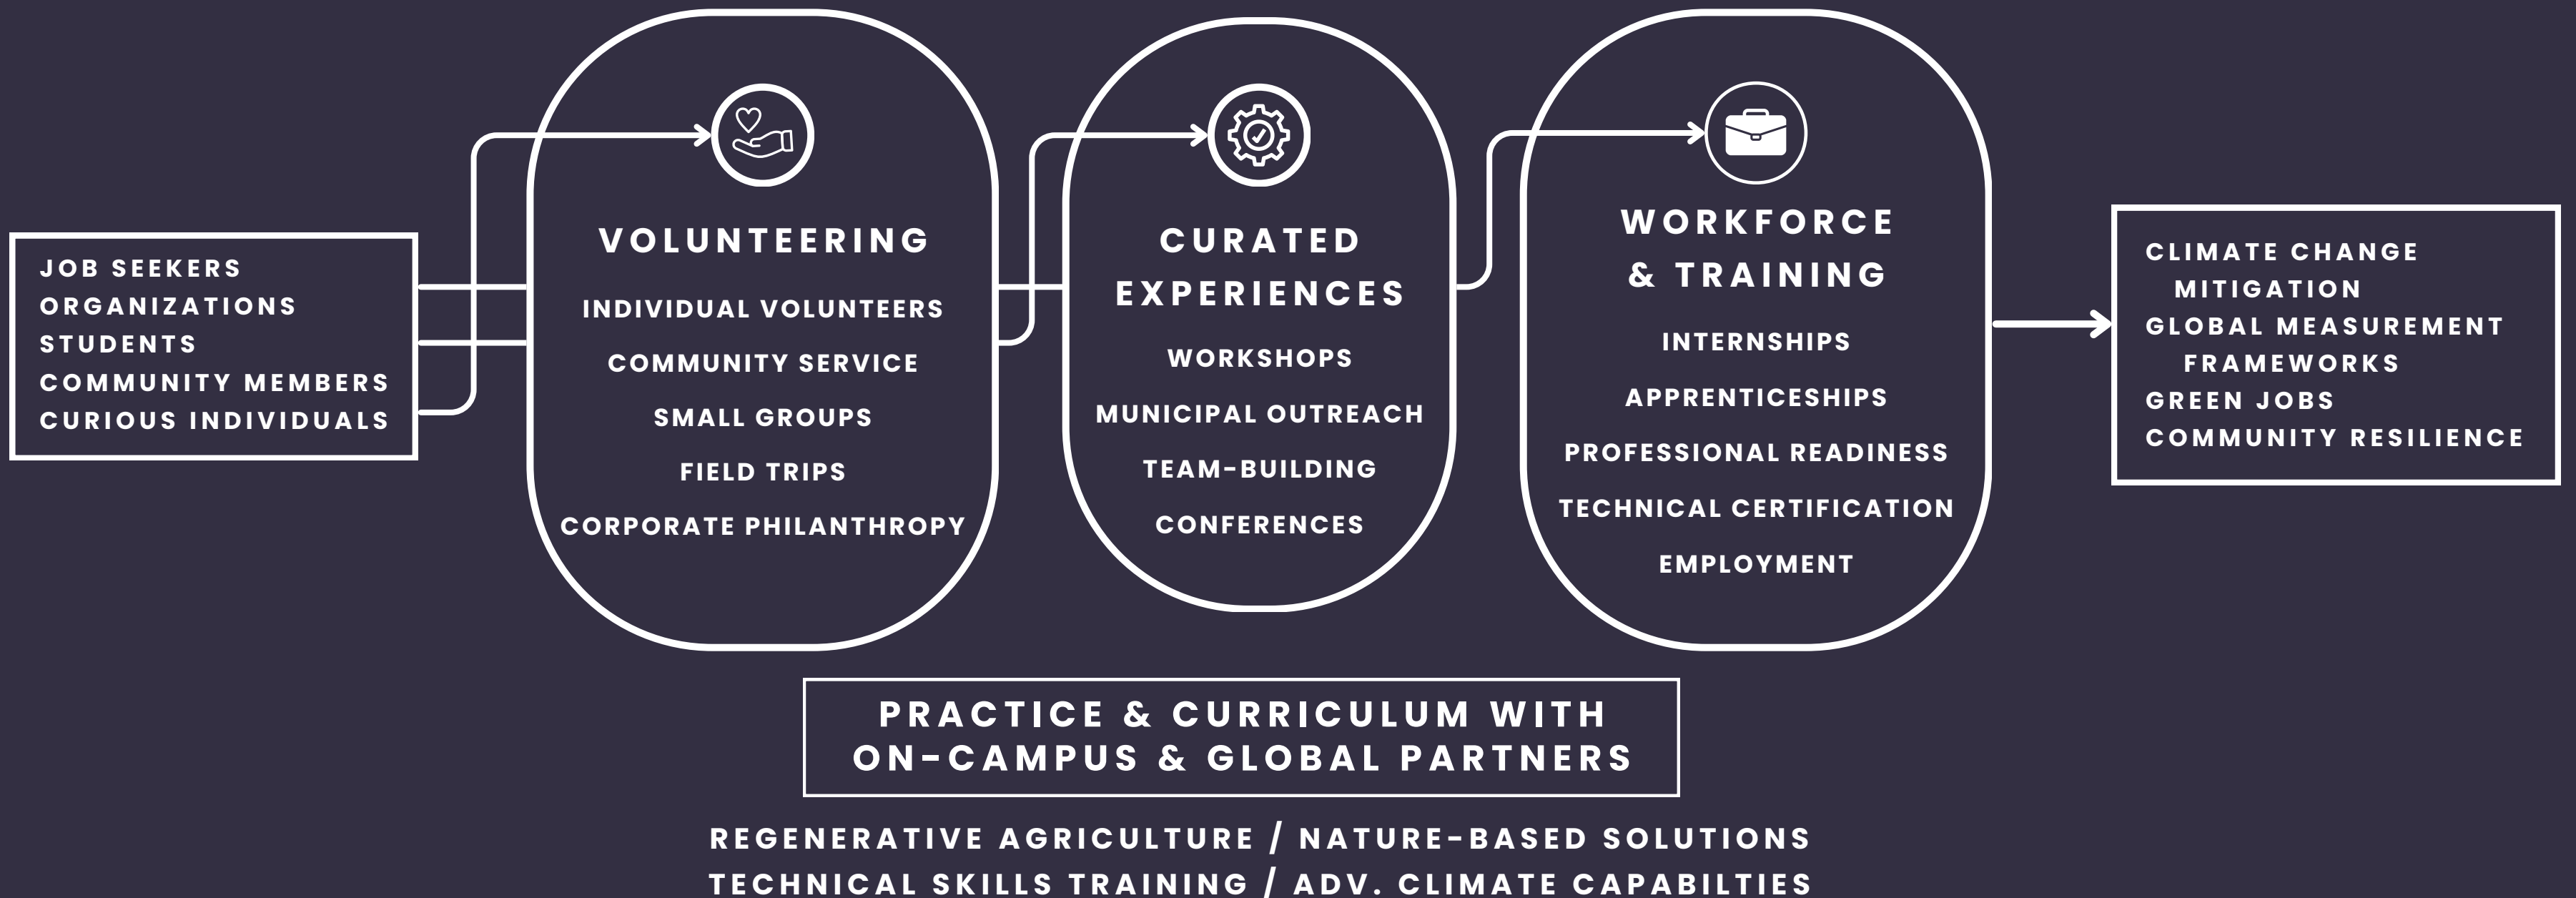 JOB SEEKERS
ORGANIZATIONS
STUDENTS
COMMUNITY MEMBERS
CURIOUS INDIVIDUALS
VOLUNTEERING
INDIVIDUAL VOLUNTEERS
COMMUNITY SERVICE
SMALL GROUPS
FIELD TRIPS
CORPORATE PHILANTHROPY
CURATED
EXPERIENCES
WORKSHOPS
MUNICIPAL OUTREACH
TEAM-BUILDING
CONFERENCES
WORKFORCE
& TRAINING
INTERNSHIPS
APPRENTICESHIPS
PROFESSIONAL READINESS
TECHNICAL CERTIFICATION
EMPLOYMENT
CLIMATE CHANGE
MITIGATION
GLOBAL MEASUREMENT
FRAMEWORKS
GREEN JOBS
COMMUNITY RESILIENCE
PRACTICE & CURRICULUM WITH
ON-CAMPUS & GLOBAL PARTNERS
REGENERATIVE AGRICULTURE / NATURE-BASED SOLUTIONS
TECHNICAL SKILLS TRAINING / ADV. CLIMATE CAPABILTIES